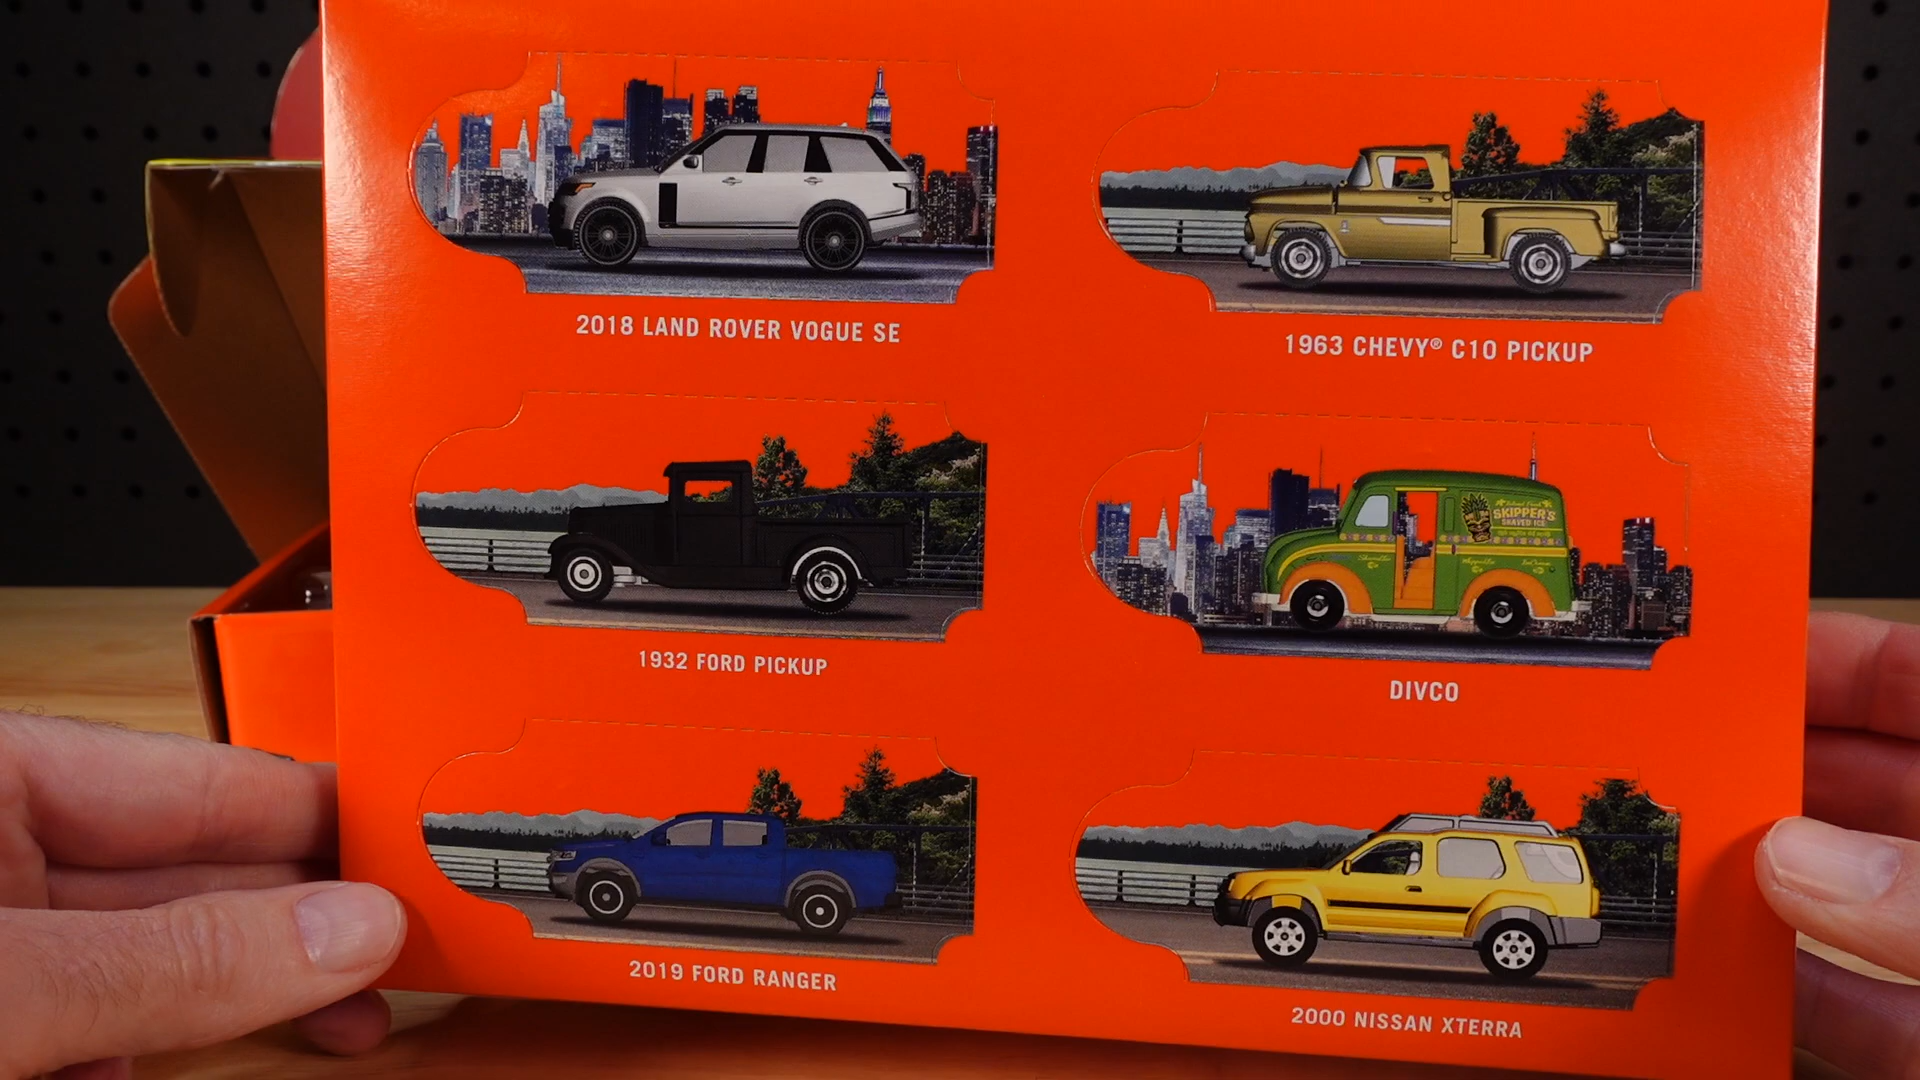 2018 LAND ROVER VOGUE SE
1963 CHEVY® C10 PICKUP
1932 FORD PICKUP
SKIPPER'S
SHAVED ICE
DIVCO
2019 FORD RANGER
2000 NISSAN XTERRA